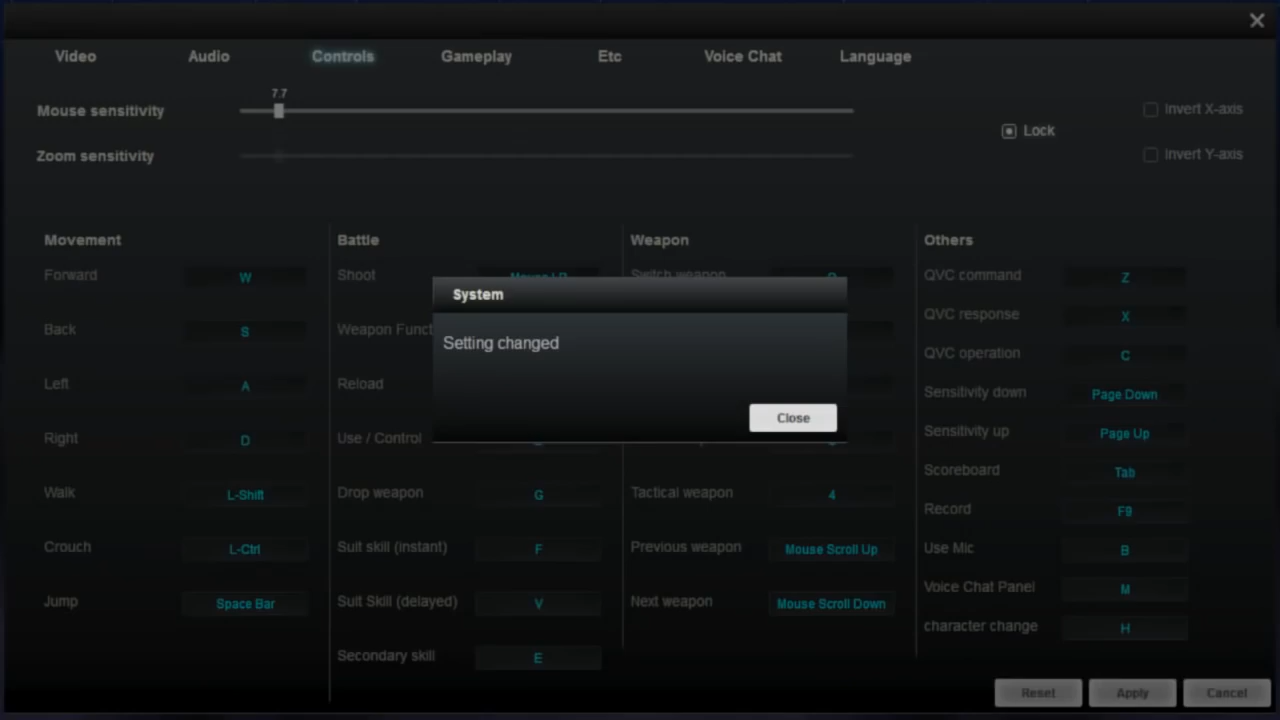 Video Audio Controls Gameplay Etc Voice Chat Language
7.7
Mouse sensitivity
Invert X-axis
Lock
Zoom sensitivity
Invert Y-axis
Movement
Forward W
Back S
Left A
Right D
Walk L-Shift
Crouch L-Ctrl
Jump Space Bar
Battle
Shoot
Weapon Funct
Reload
Use / Control
Drop weapon G
Suit skill (instant) F
Suit Skill (delayed) V
Secondary skill E
Weapon
Switch weapon
Tactical weapon 4
Previous weapon Mouse Scroll Up
Next weapon Mouse Scroll Down
Others
QVC command Z
QVC response X
QVC operation C
Sensitivity down Page Down
Sensitivity up Page Up
Scoreboard Tab
Record F9
Use Mic B
Voice Chat Panel M
character change H
System
Setting changed
Close
Reset Apply Cancel